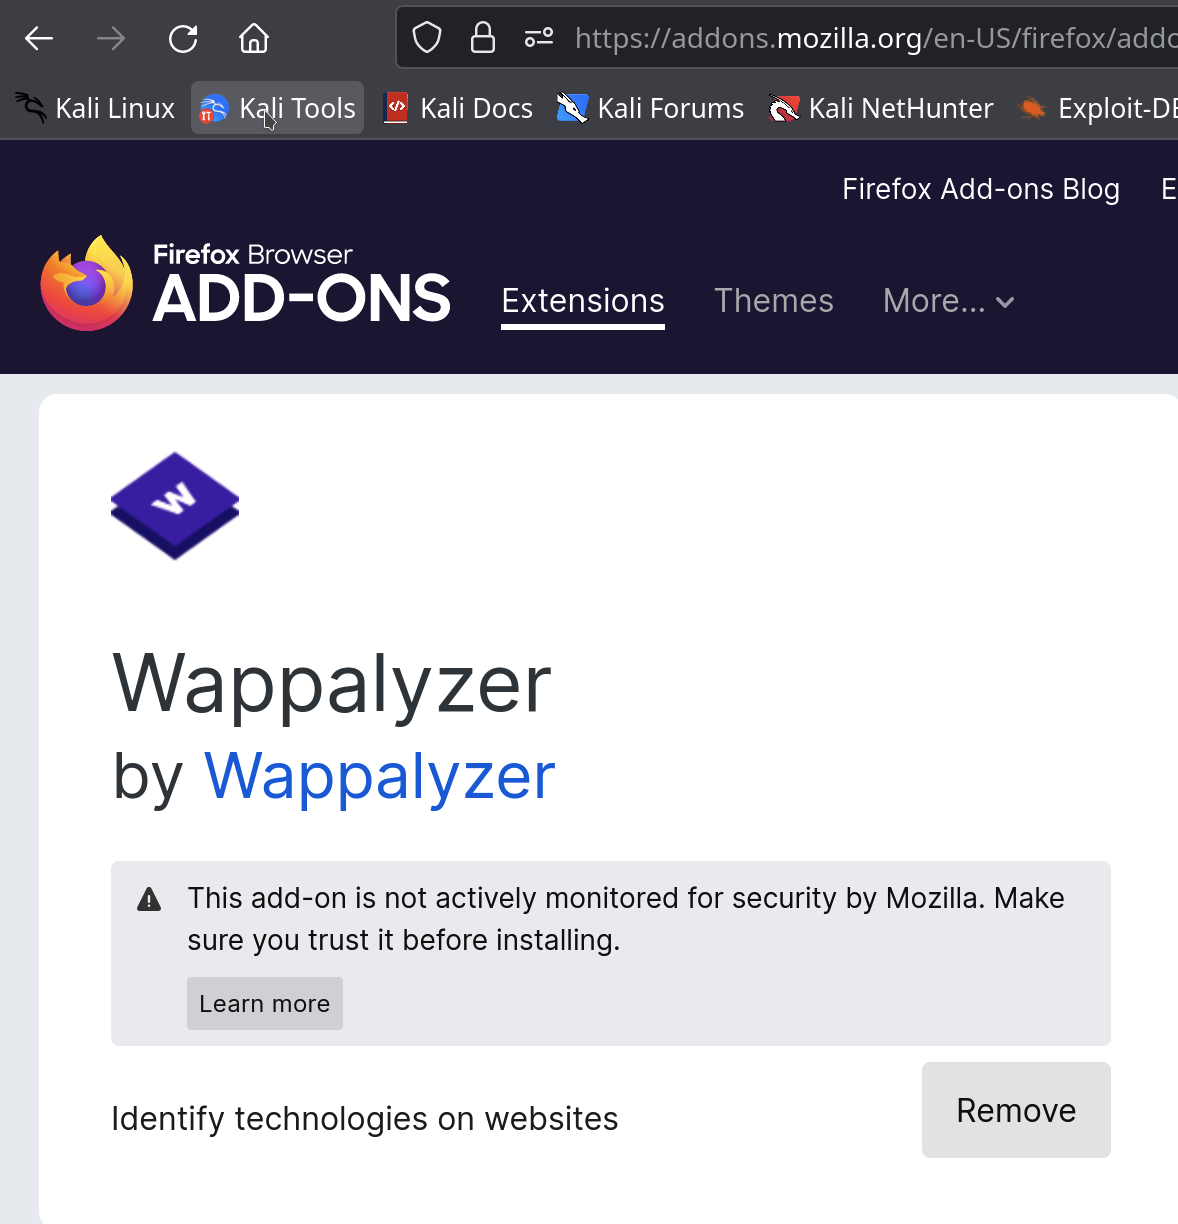 https://addons.mozilla.org/en-US/firefox/addo
Kali Linux Kali Tools Kali Docs Kali Forums Kali NetHunter Exploit-DB
Firefox Add-ons Blog E
Firefox Browser
ADD-ONS
Extensions Themes More...
W
Wappalyzer
by Wappalyzer
This add-on is not actively monitored for security by Mozilla. Make
sure you trust it before installing.
Learn more
Identify technologies on websites
Remove